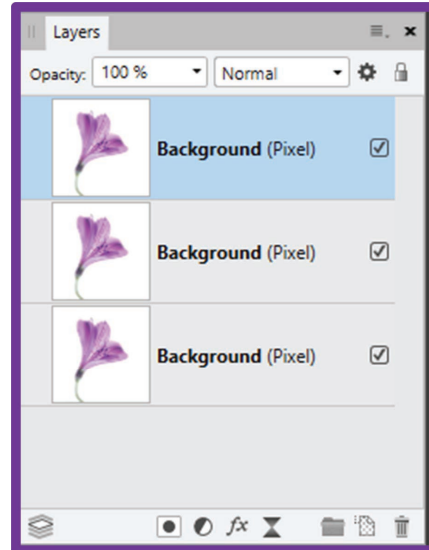 Layers
Opacity: 100 % Normal
Background (Pixel)
Background (Pixel)
Background (Pixel)
fx